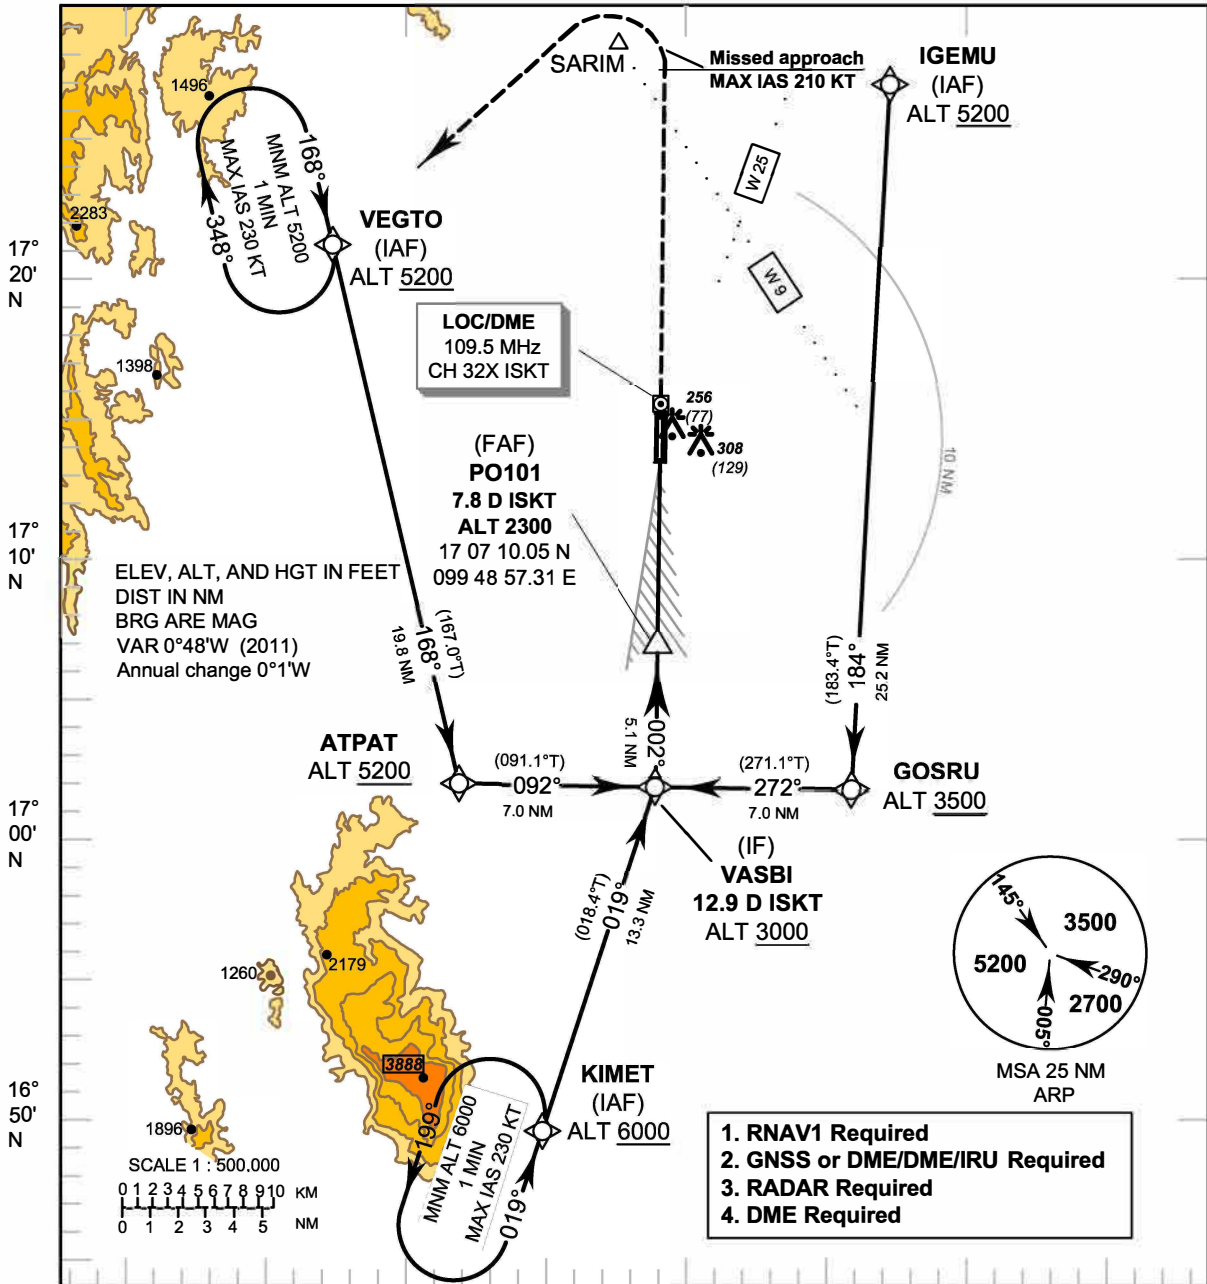 SARIM
Missed approach
MAX IAS 210 KT
IGEMU
(IAF)
ALT 5200
1496
168°
MNM ALT 5200
1 MIN
MAX IAS 230 KT
348°
W 25
2283
VEGTO
(IAF)
ALT 5200
17°
20'
N
W 9
LOC/DME
109.5 MHz
CH 32X ISKT
1398
256
(77)
308
(129)
10 NM
(FAF)
PO101
7.8 D ISKT
ALT 2300
17 07 10.05 N
099 48 57.31 E
17°
10'
N
ELEV, ALT, AND HGT IN FEET
DIST IN NM
BRG ARE MAG
VAR 0°48'W (2011)
Annual change 0°1'W
(167.0°T)
168°
19.8 NM
(183.4°T)
184°
25.2 NM
5.1 NM
002°
ATPAT
ALT 5200
(091.1°T)
092°
7.0 NM
(271.1°T)
272°
7.0 NM
GOSRU
ALT 3500
17°
00'
N
(IF)
VASBI
12.9 D ISKT
ALT 3000
(018.4°T)
019°
13.3 NM
145°
3500
5200
290°
2700
005°
MSA 25 NM
ARP
2179
1260
3888
16°
50'
N
1896
KIMET
(IAF)
ALT 6000
199°
MNM ALT 6000
1 MIN
MAX IAS 230 KT
019°
SCALE 1 : 500.000
0 1 2 3 4 5 6 7 8 9 10 KM
0 1 2 3 4 5 NM
1. RNAV1 Required
2. GNSS or DME/DME/IRU Required
3. RADAR Required
4. DME Required